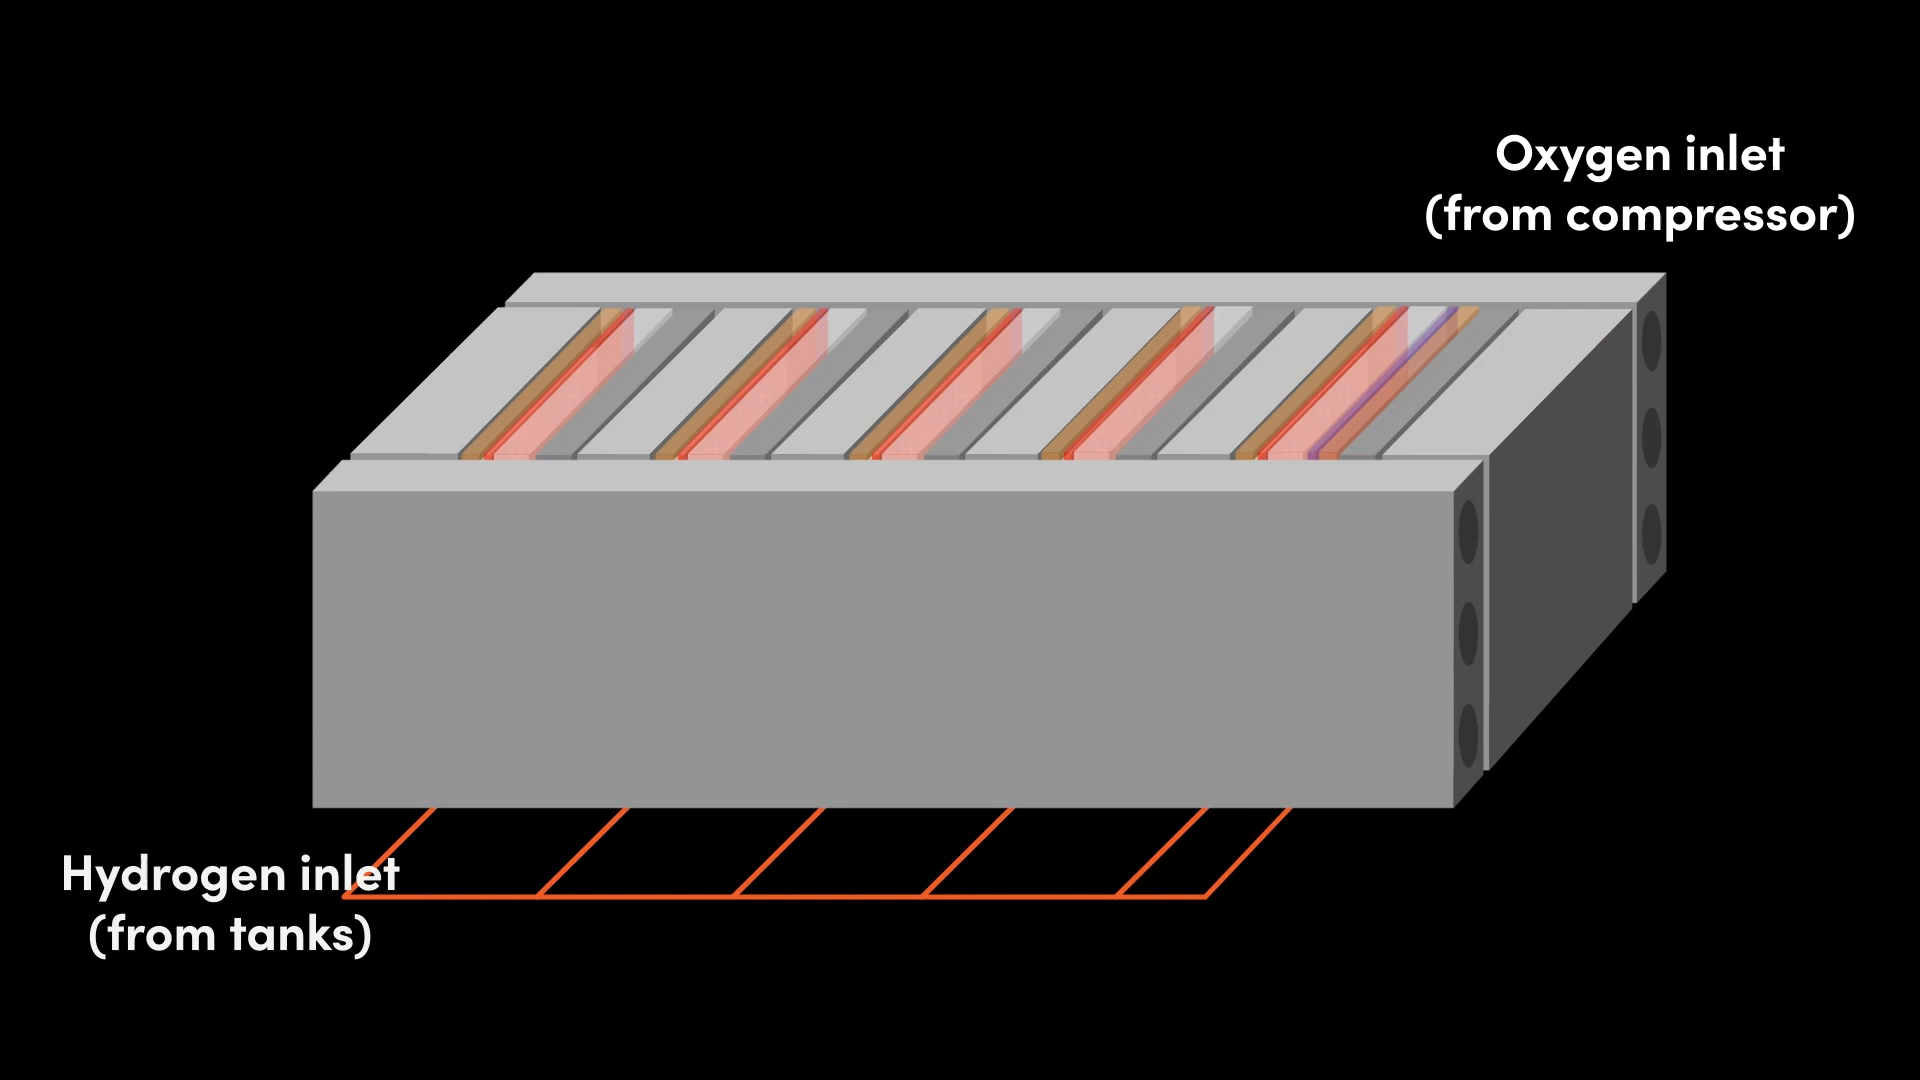 Oxygen inlet
(from compressor)
Hydrogen inlet
(from tanks)